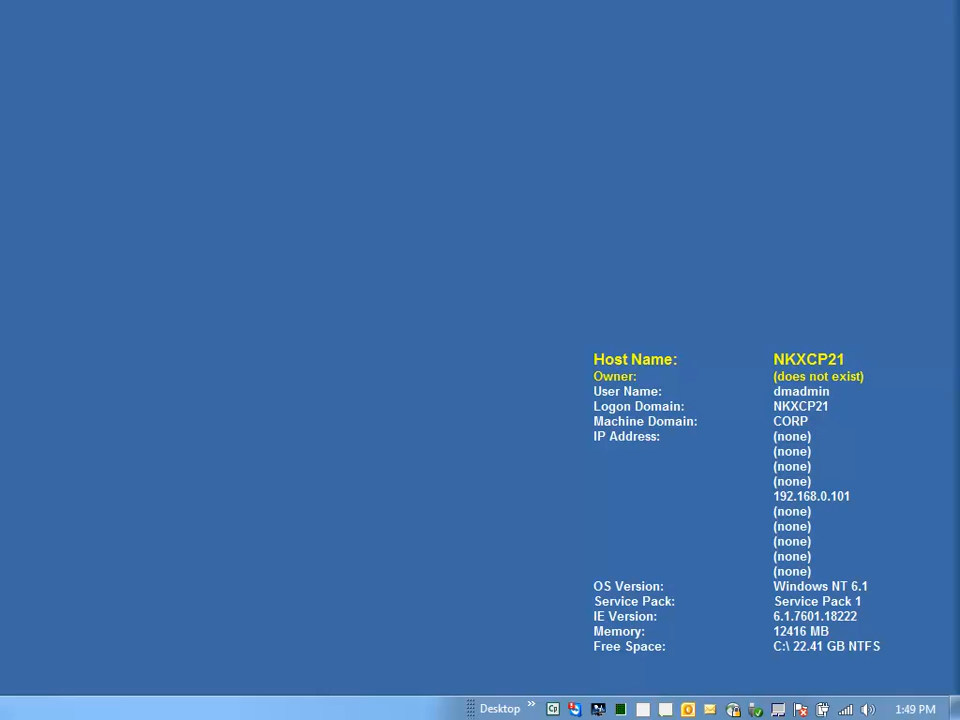 Host Name: NKXCP21
Owner: (does not exist)
User Name: dmadmin
Logon Domain: NKXCP21
Machine Domain: CORP
IP Address: (none)
(none)
(none)
(none)
192.168.0.101
(none)
(none)
(none)
(none)
(none)
OS Version: Windows NT 6.1
Service Pack: Service Pack 1
IE Version: 6.1.7601.18222
Memory: 12416 MB
Free Space: C:\ 22.41 GB NTFS
Desktop » Cp 1:49 PM